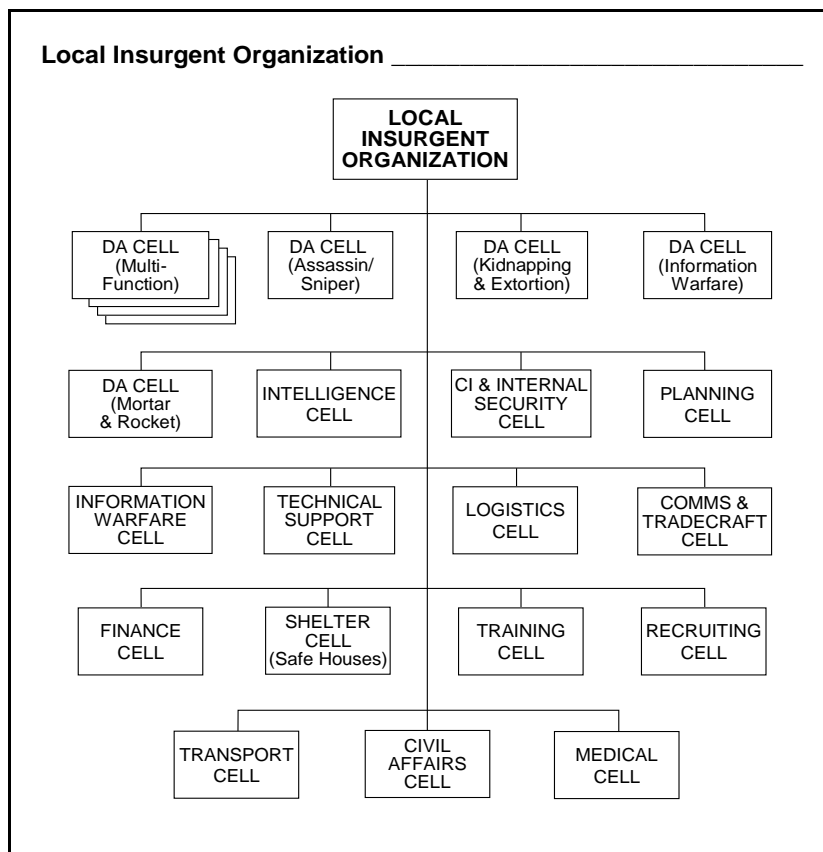 Local Insurgent Organization ______________________________
LOCAL
INSURGENT
ORGANIZATION
DA CELL
(Multi-
Function)
DA CELL
(Assassin/
Sniper)
DA CELL
(Kidnapping
& Extortion)
DA CELL
(Information
Warfare)
DA CELL
(Mortar
& Rocket)
INTELLIGENCE
CELL
CI & INTERNAL
SECURITY
CELL
PLANNING
CELL
INFORMATION
WARFARE
CELL
TECHNICAL
SUPPORT
CELL
LOGISTICS
CELL
COMMS &
TRADECRAFT
CELL
FINANCE
CELL
SHELTER
CELL
(Safe Houses)
TRAINING
CELL
RECRUITING
CELL
TRANSPORT
CELL
CIVIL
AFFAIRS
CELL
MEDICAL
CELL